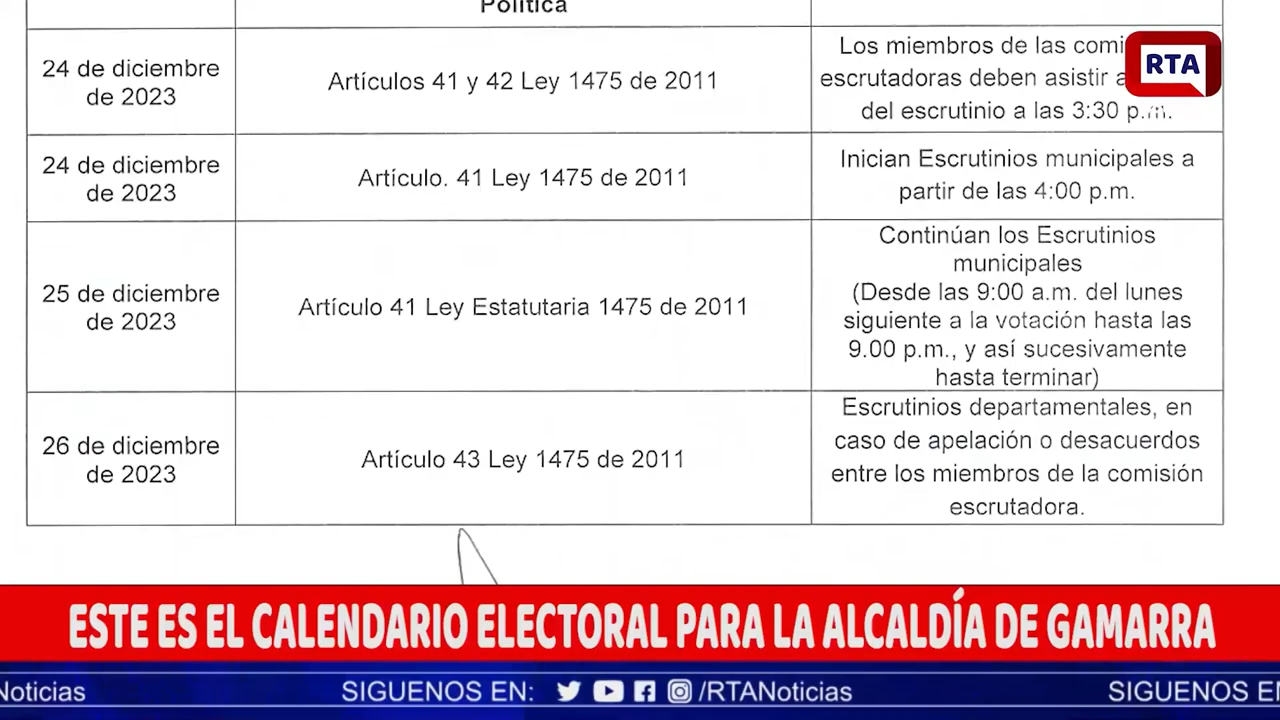 Política
24 de diciembre
de 2023
Artículos 41 y 42 Ley 1475 de 2011
Los miembros de las comi
escrutadoras deben asistir a
del escrutinio a las 3:30 p.m.
RTA
24 de diciembre
de 2023
Artículo. 41 Ley 1475 de 2011
Inician Escrutinios municipales a
partir de las 4:00 p.m.
25 de diciembre
de 2023
Artículo 41 Ley Estatutaria 1475 de 2011
Continúan los Escrutinios
municipales
(Desde las 9:00 a.m. del lunes
siguiente a la votación hasta las
9.00 p.m., y así sucesivamente
hasta terminar)
26 de diciembre
de 2023
Artículo 43 Ley 1475 de 2011
Escrutinios departamentales, en
caso de apelación o desacuerdos
entre los miembros de la comisión
escrutadora.
ESTE ES EL CALENDARIO ELECTORAL PARA LA ALCALDÍA DE GAMARRA
Noticias SIGUENOS EN: /RTANoticias SIGUENOS EN